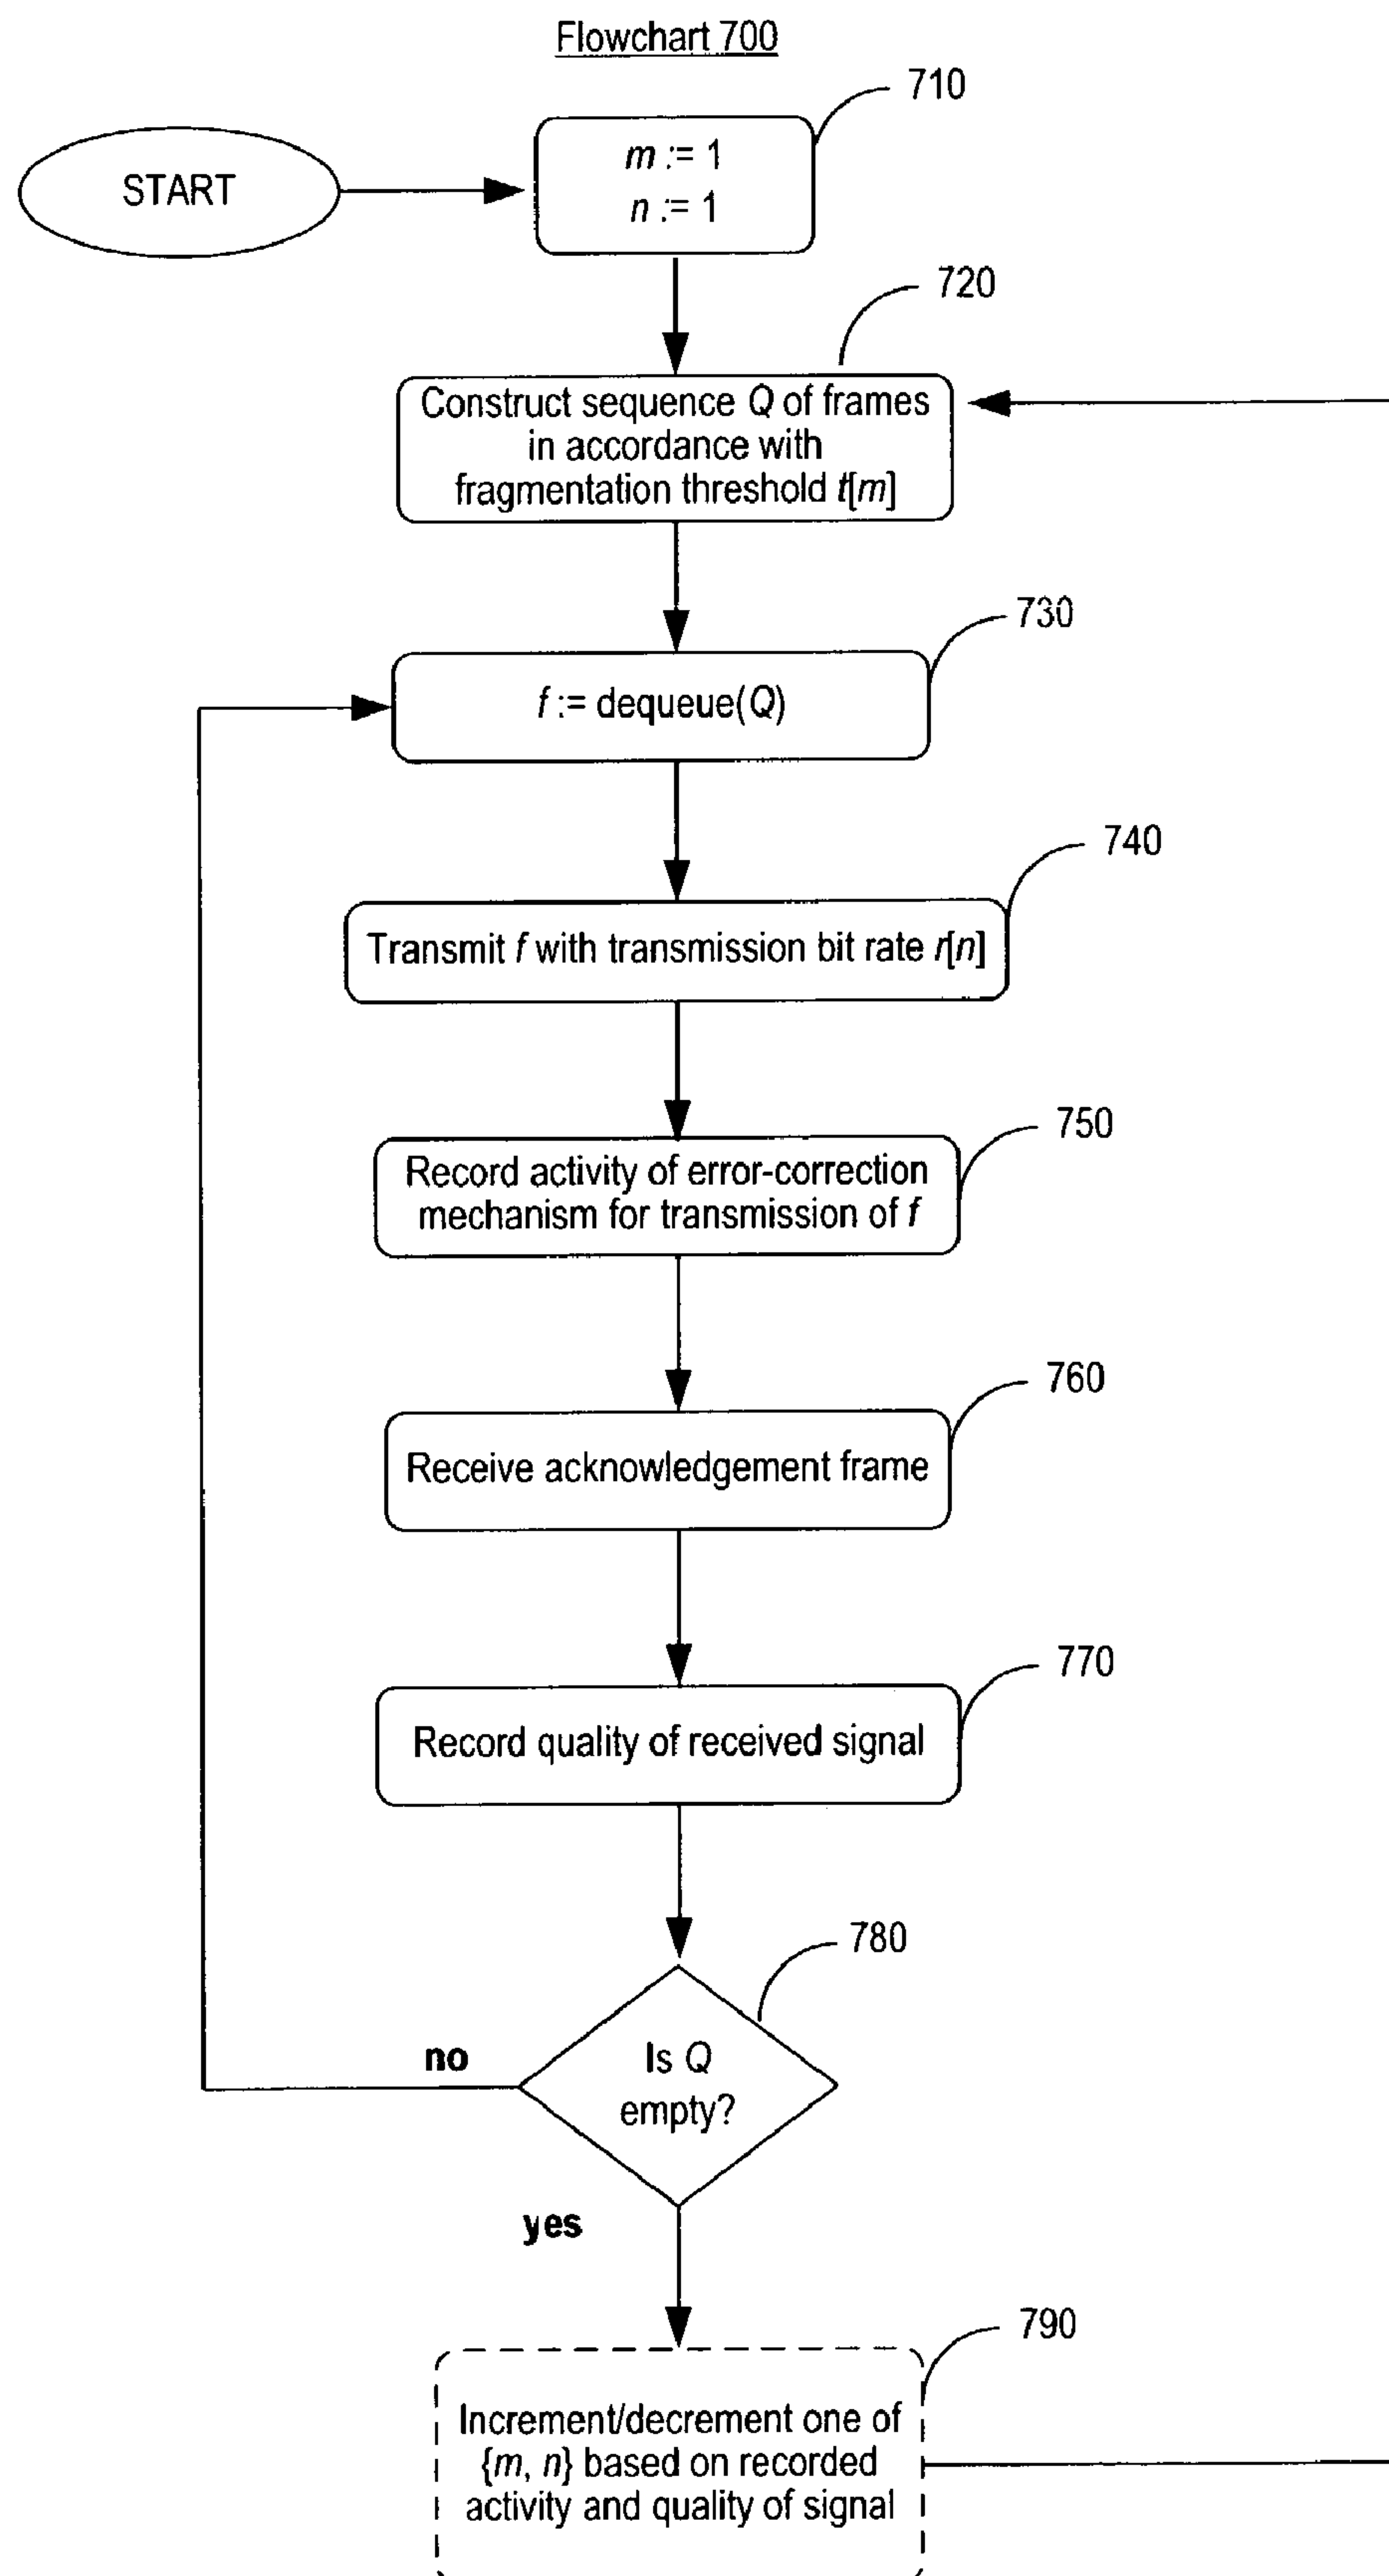 Flowchart 700
710
m := 1
n := 1
START
720
Construct sequence Q of frames
in accordance with
fragmentation threshold t[m]
730
f := dequeue(Q)
740
Transmit f with transmission bit rate r[n]
750
Record activity of error-correction
mechanism for transmission of f
760
Receive acknowledgement frame
770
Record quality of received signal
780
Is Q
empty?
no
yes
790
Increment/decrement one of
{m, n} based on recorded
activity and quality of signal